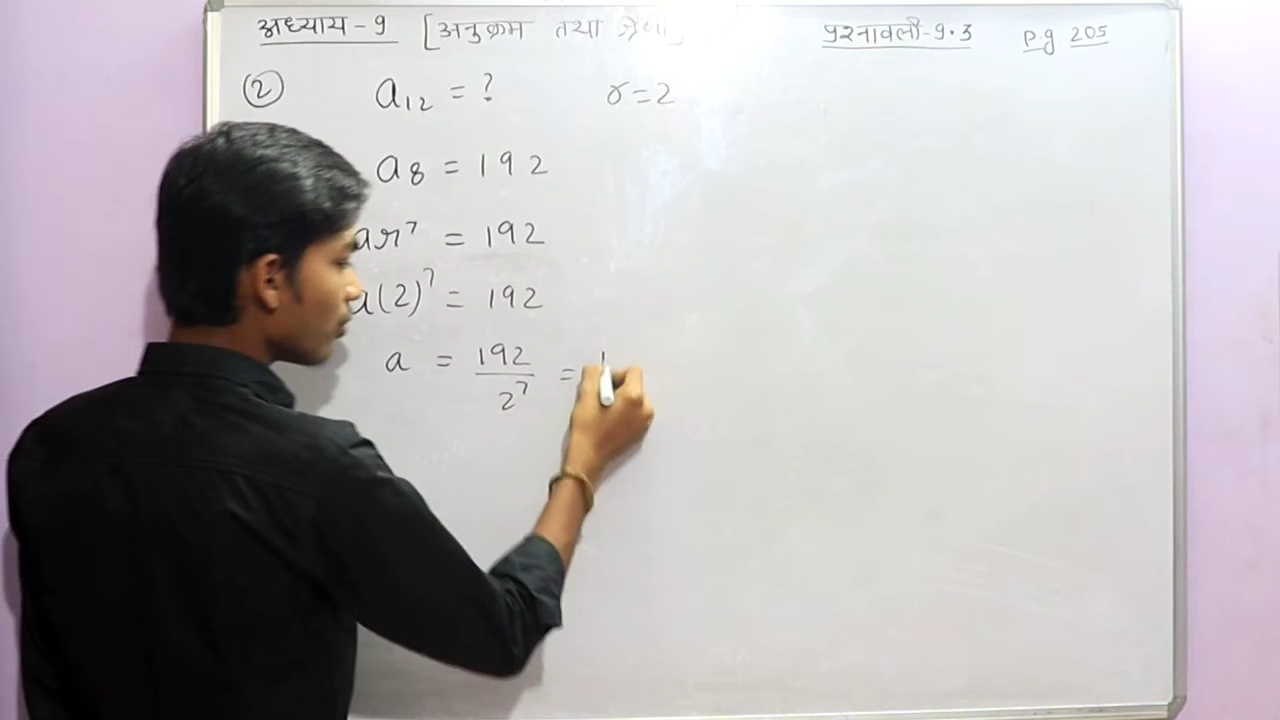 अध्याय - 9 [अनुक्रम तथा प्रश्नावली - 9.3 P.g 205
② a₁₂ = ? r = 2
a₈ = 192
ar⁷ = 192
a(2)⁷ = 192
a = 192/2⁷ =